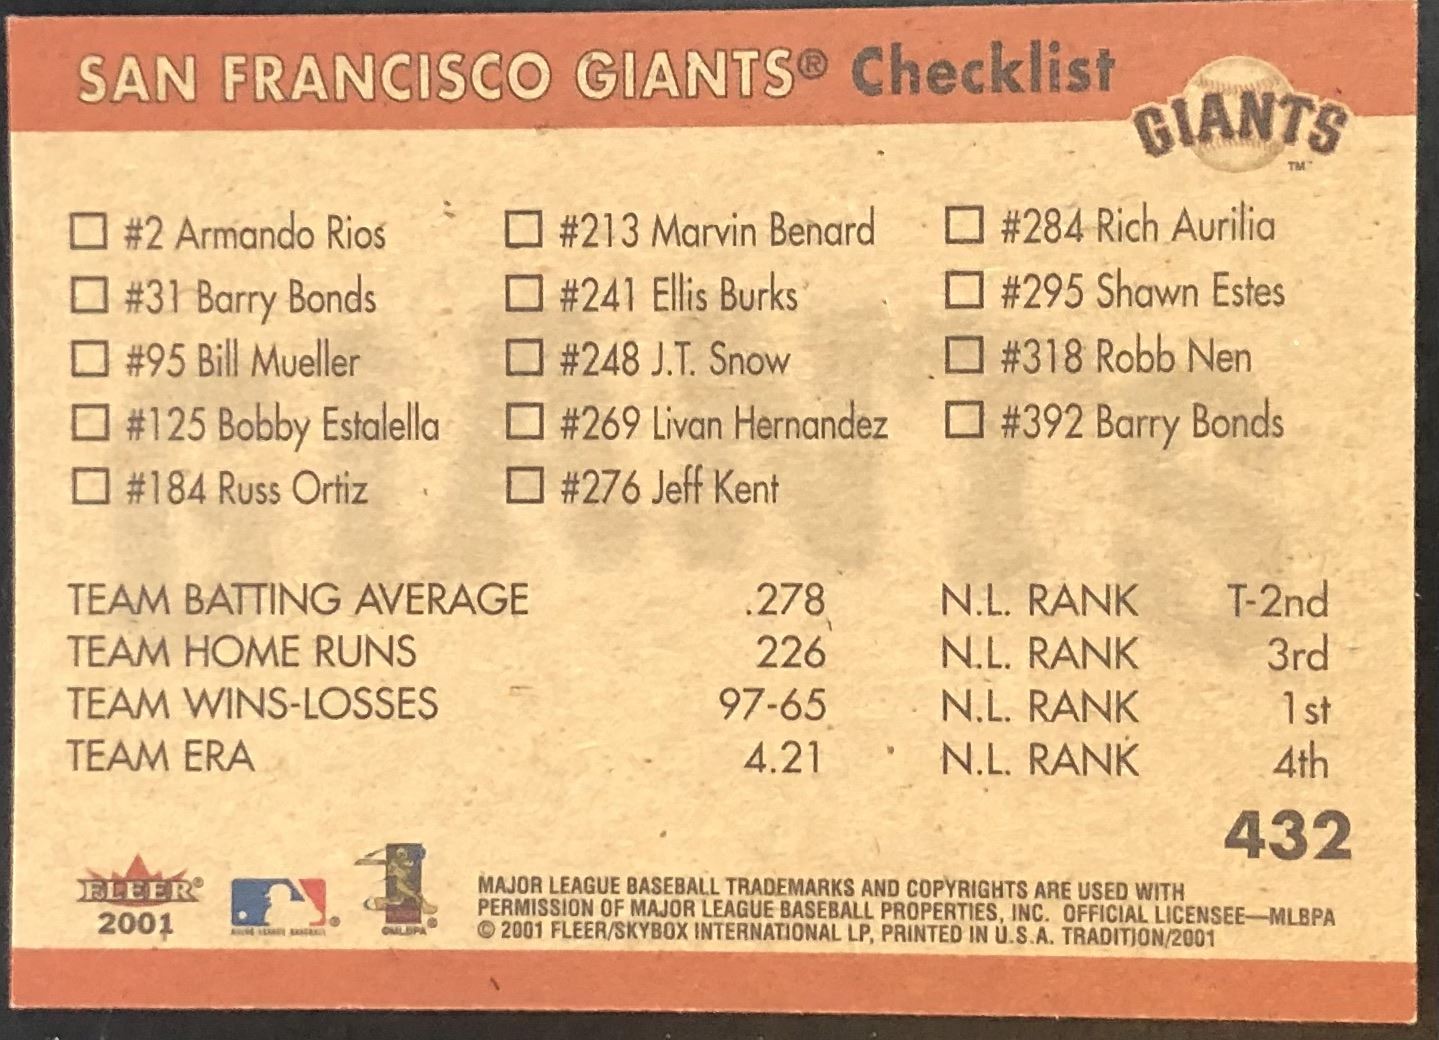 SAN FRANCISCO GIANTS® Checklist
GIANTS™
#2 Armando Rios
#31 Barry Bonds
#95 Bill Mueller
#125 Bobby Estalella
#184 Russ Ortiz
#213 Marvin Benard
#241 Ellis Burks
#248 J.T. Snow
#269 Livan Hernandez
#276 Jeff Kent
#284 Rich Aurilia
#295 Shawn Estes
#318 Robb Nen
#392 Barry Bonds
TEAM BATTING AVERAGE .278 N.L. RANK T-2nd
TEAM HOME RUNS 226 N.L. RANK 3rd
TEAM WINS-LOSSES 97-65 N.L. RANK 1st
TEAM ERA 4.21 N.L. RANK 4th
432
FLEER®
2001
MAJOR LEAGUE BASEBALL
©MLBPA
MAJOR LEAGUE BASEBALL TRADEMARKS AND COPYRIGHTS ARE USED WITH
PERMISSION OF MAJOR LEAGUE BASEBALL PROPERTIES, INC. OFFICIAL LICENSEE—MLBPA
© 2001 FLEER/SKYBOX INTERNATIONAL LP, PRINTED IN U.S.A. TRADITION/2001